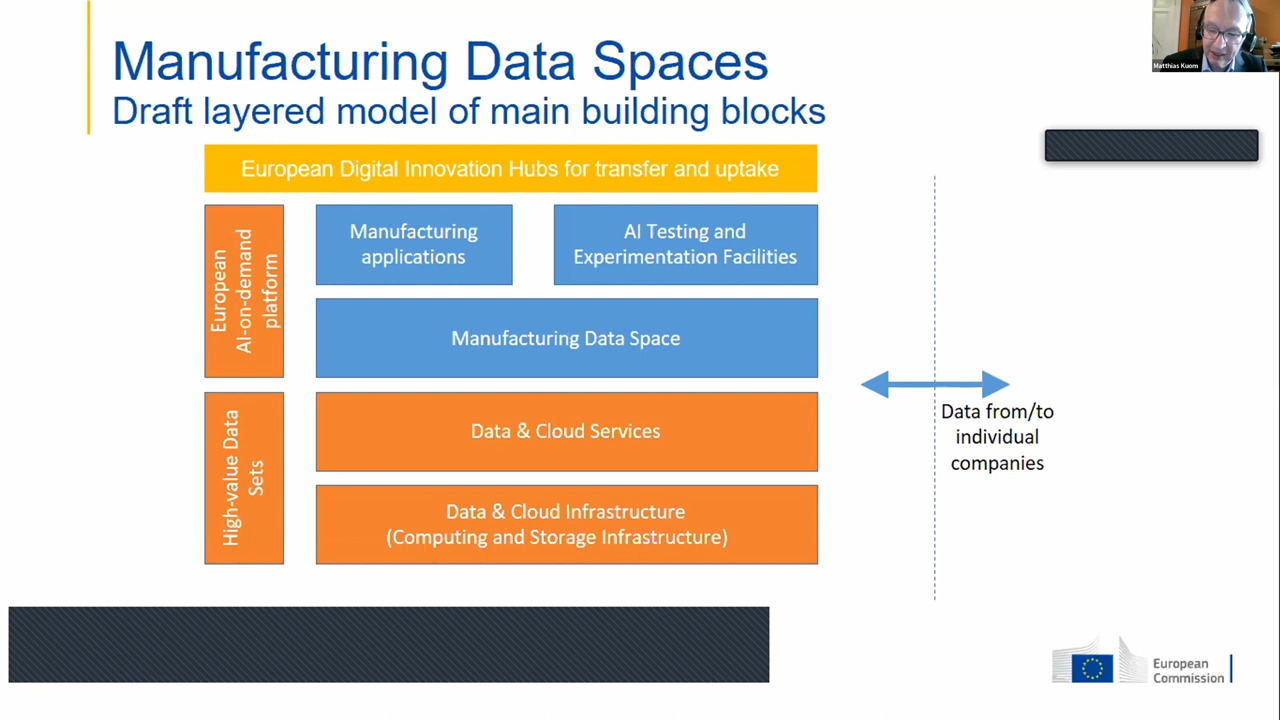 Manufacturing Data Spaces
Draft layered model of main building blocks
Matthias Kuom
European Digital Innovation Hubs for transfer and uptake
European
AI-on-demand
platform
Manufacturing
applications
AI Testing and
Experimentation Facilities
Manufacturing Data Space
High-value Data
Sets
Data & Cloud Services
Data & Cloud Infrastructure
(Computing and Storage Infrastructure)
Data from/to
individual
companies
European
Commission